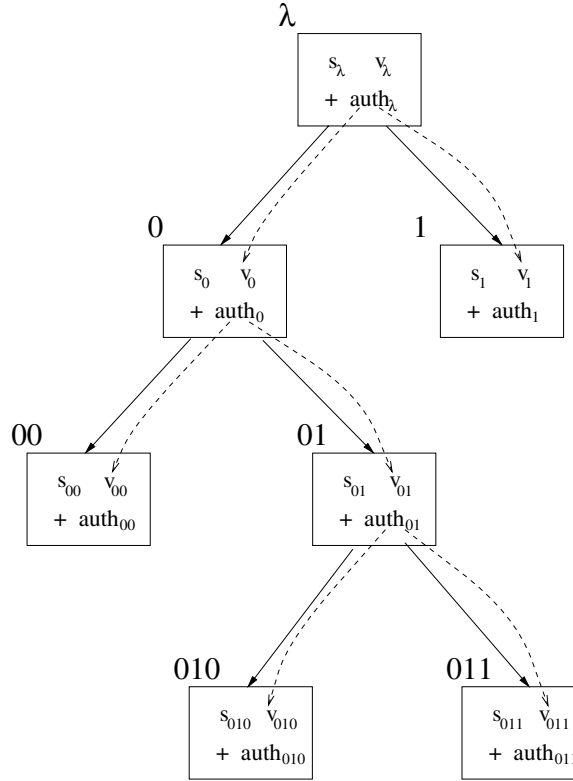 λ
s_λ v_λ
+ auth_λ
0 1
s_0 v_0 s_1 v_1
+ auth_0 + auth_1
00 01
s_00 v_00 s_01 v_01
+ auth_00 + auth_01
010 011
s_010 v_010 s_011 v_011
+ auth_010 + auth_011